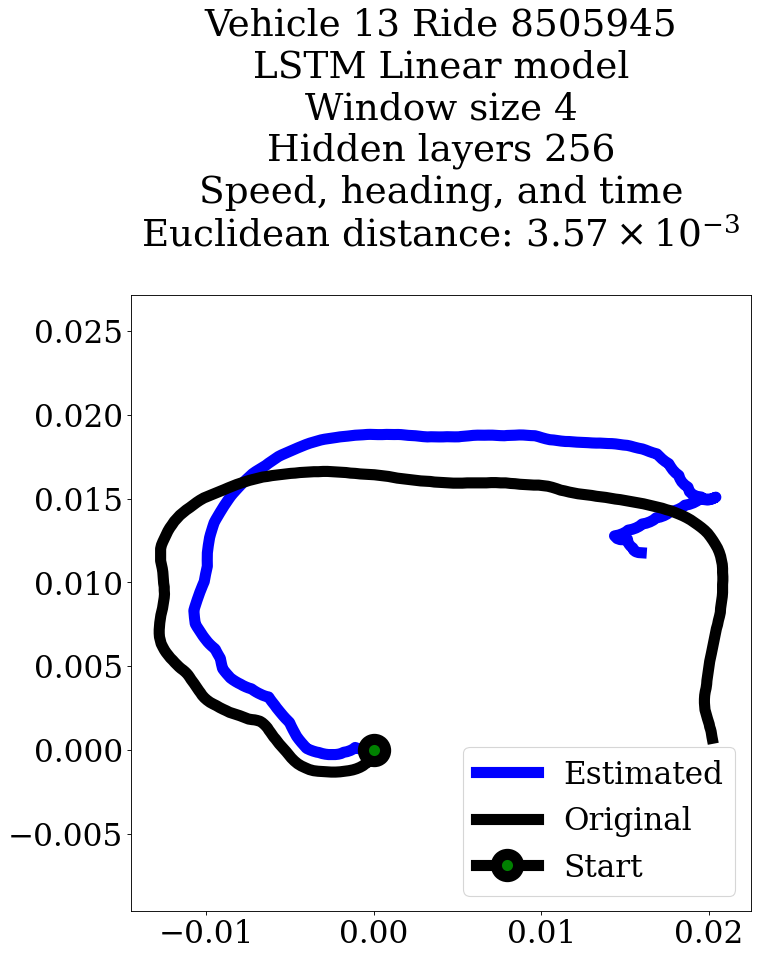 Vehicle 13 Ride 8505945
LSTM Linear model
Window size 4
Hidden layers 256
Speed, heading, and time
Euclidean distance: 3.57 × 10⁻³
0.025
0.020
0.015
0.010
0.005
0.000
−0.005
Estimated
Original
Start
−0.01 0.00 0.01 0.02